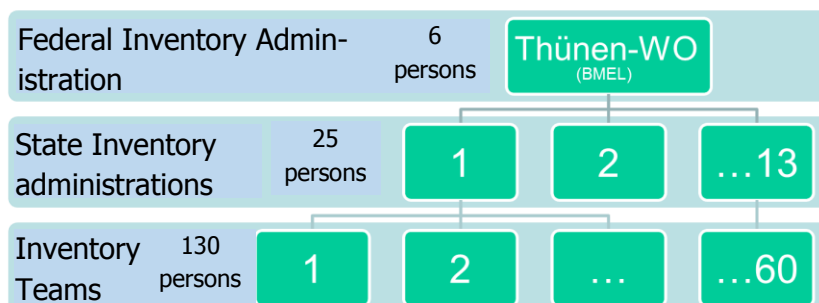 Federal Inventory Admin-
istration
6
persons
Thünen-WO
(BMEL)
State Inventory
administrations
25
persons
1
2
...13
Inventory
Teams
130
persons
1
2
...
...60